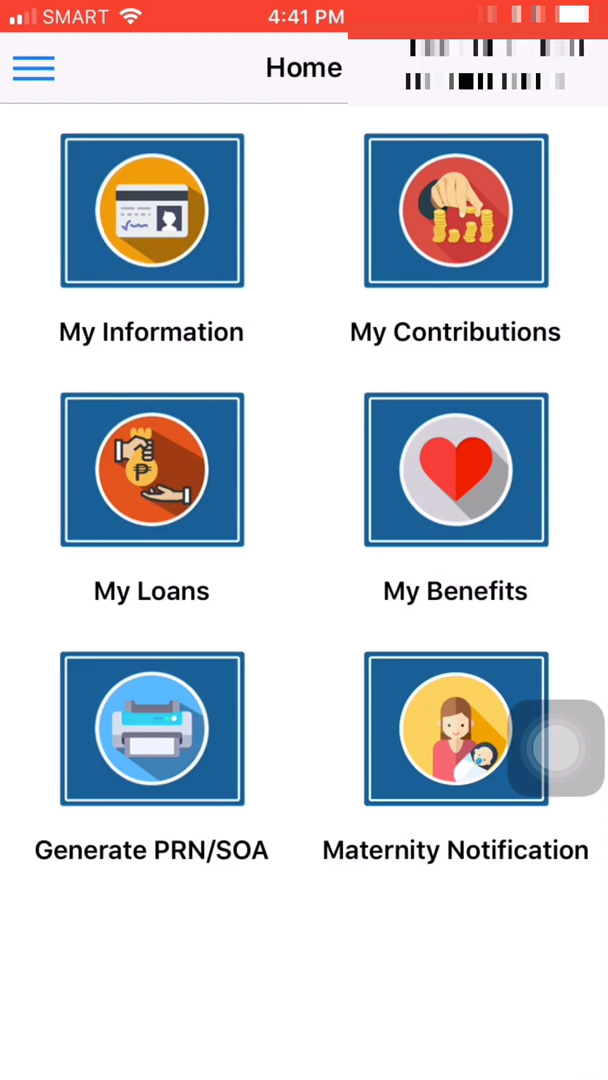 SMART 4:41 PM
Home
My Information
My Contributions
My Loans
My Benefits
Generate PRN/SOA
Maternity Notification